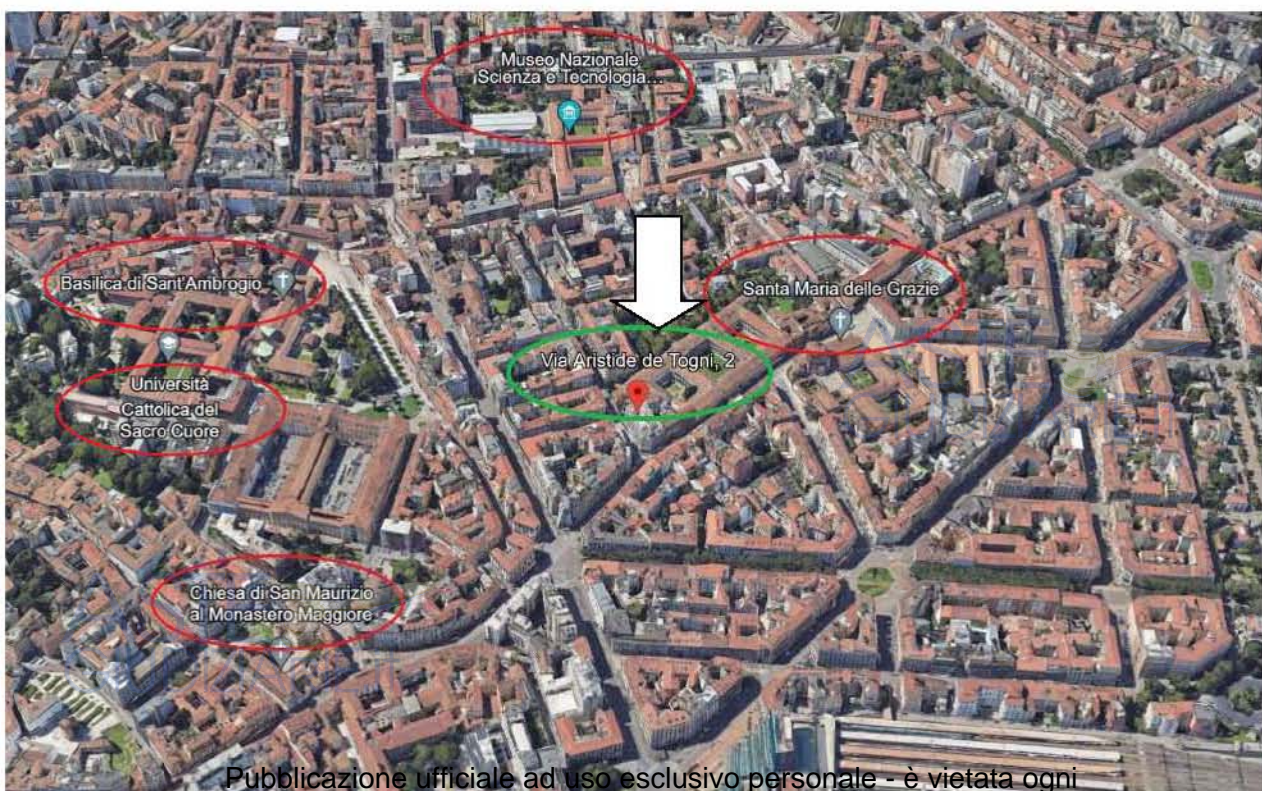 Museo Nazionale
Scienza e Tecnologia...
Basilica di Sant'Ambrogio
Santa Maria delle Grazie
Via Aristide de Togni, 2
Università
Cattolica del
Sacro Cuore
Chiesa di San Maurizio
al Monastero Maggiore
Pubblicazione ufficiale ad uso esclusivo personale - è vietata ogni